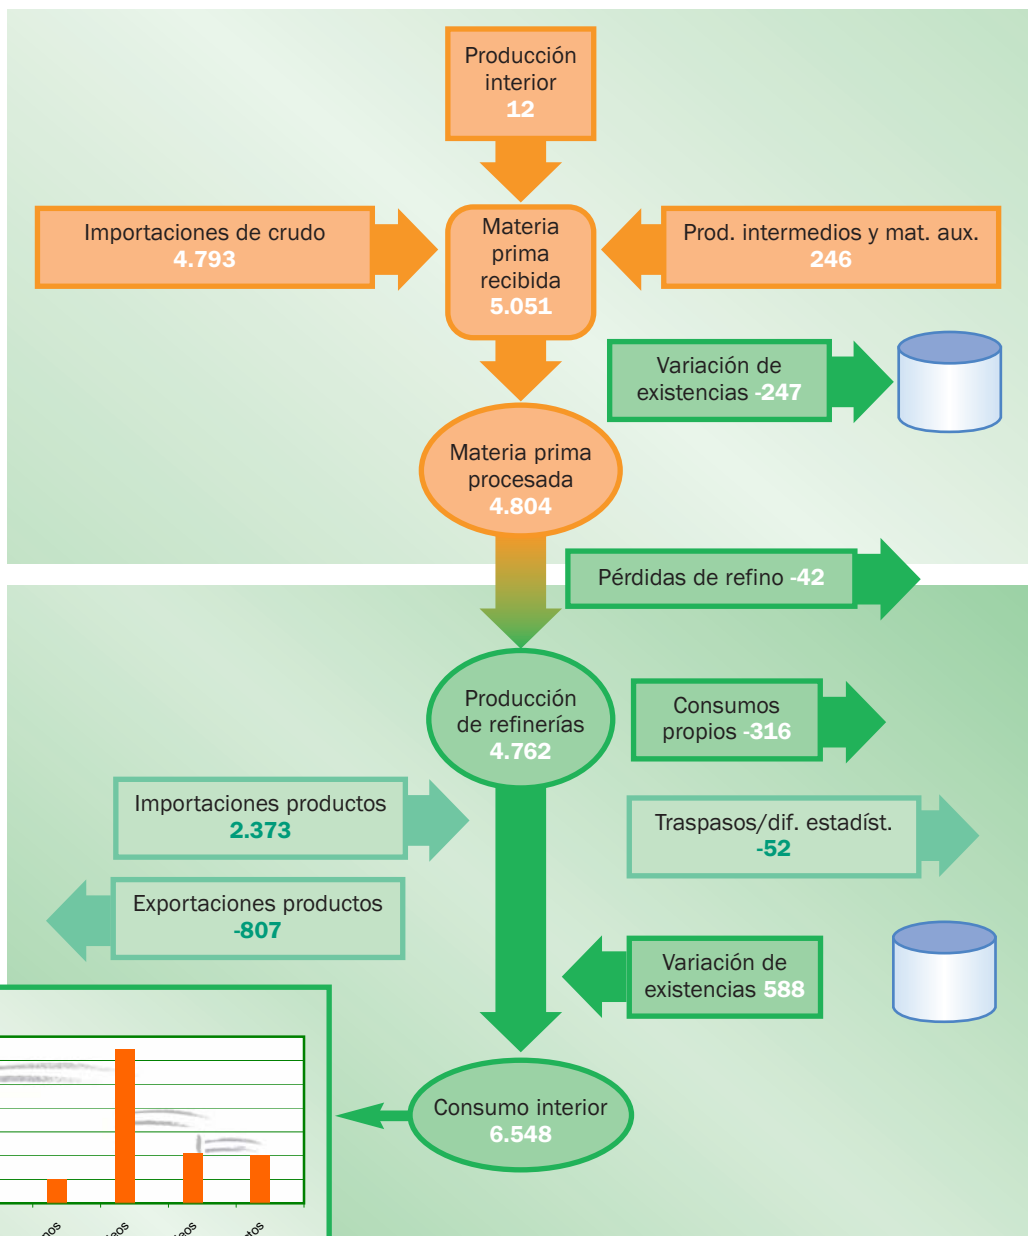 Producción
interior
12
Importaciones de crudo
4.793
Materia
prima
recibida
5.051
Prod. intermedios y mat. aux.
246
Variación de
existencias -247
Materia prima
procesada
4.804
Pérdidas de refino -42
Producción
de refinerías
4.762
Consumos
propios -316
Importaciones productos
2.373
Traspasos/dif. estadíst.
-52
Exportaciones productos
-807
Variación de
existencias 588
Consumo interior
6.548